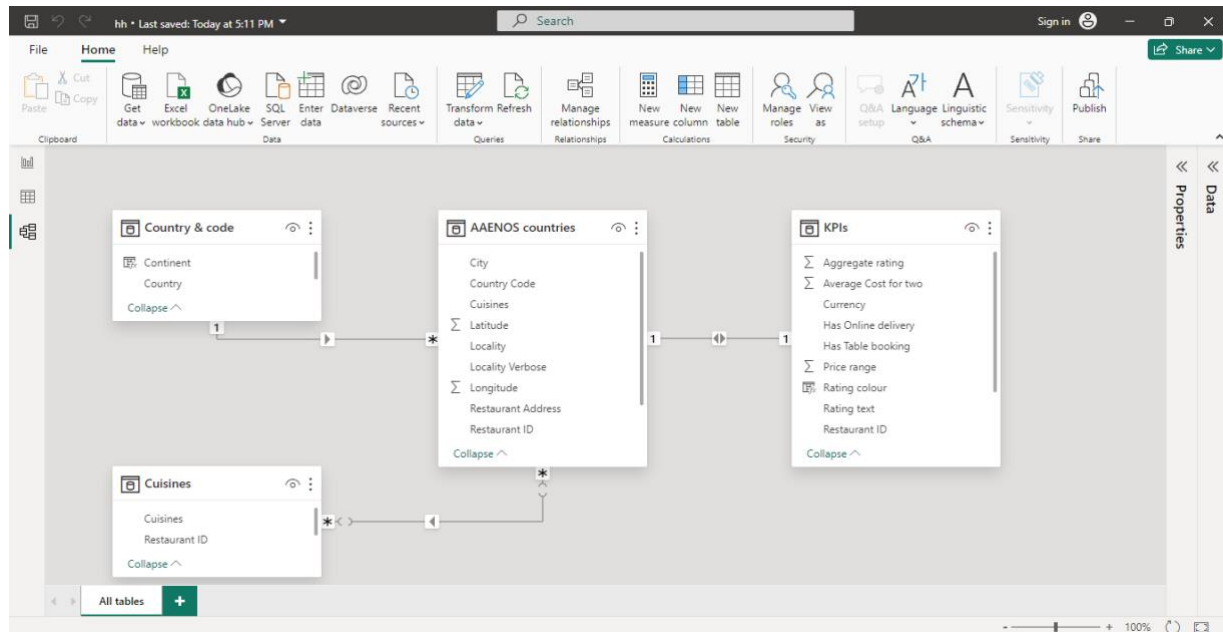 hh • Last saved: Today at 5:11 PM
Search
Sign in
File Home Help
Share
Paste
Cut
Copy
Get data
Excel workbook
OneLake data hub
SQL Server
Enter data
Dataverse
Recent sources
Transform data
Refresh
Manage relationships
New measure
New column
New table
Manage roles
View as
Q&A setup
Language
Linguistic schema
Sensitivity
Publish
Clipboard
Data
Queries
Relationships
Calculations
Security
Q&A
Sensitivity
Share
Properties
Data
Country & code
Continent
Country
Collapse
1
*
AAENOS countries
City
Country Code
Cuisines
Latitude
Locality
Locality Verbose
Longitude
Restaurant Address
Restaurant ID
Collapse
1
1
*
KPIs
Aggregate rating
Average Cost for two
Currency
Has Online delivery
Has Table booking
Price range
Rating colour
Rating text
Restaurant ID
Collapse
Cuisines
Cuisines
Restaurant ID
Collapse
*
All tables
+
- + 100%